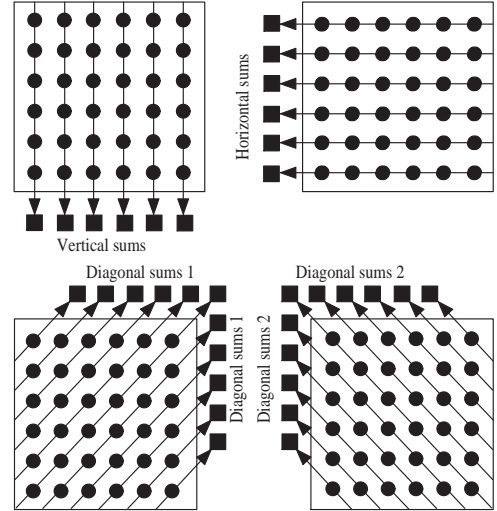 Horizontal sums
Vertical sums
Diagonal sums 1
Diagonal sums 2
Diagonal sums 1
Diagonal sums 2